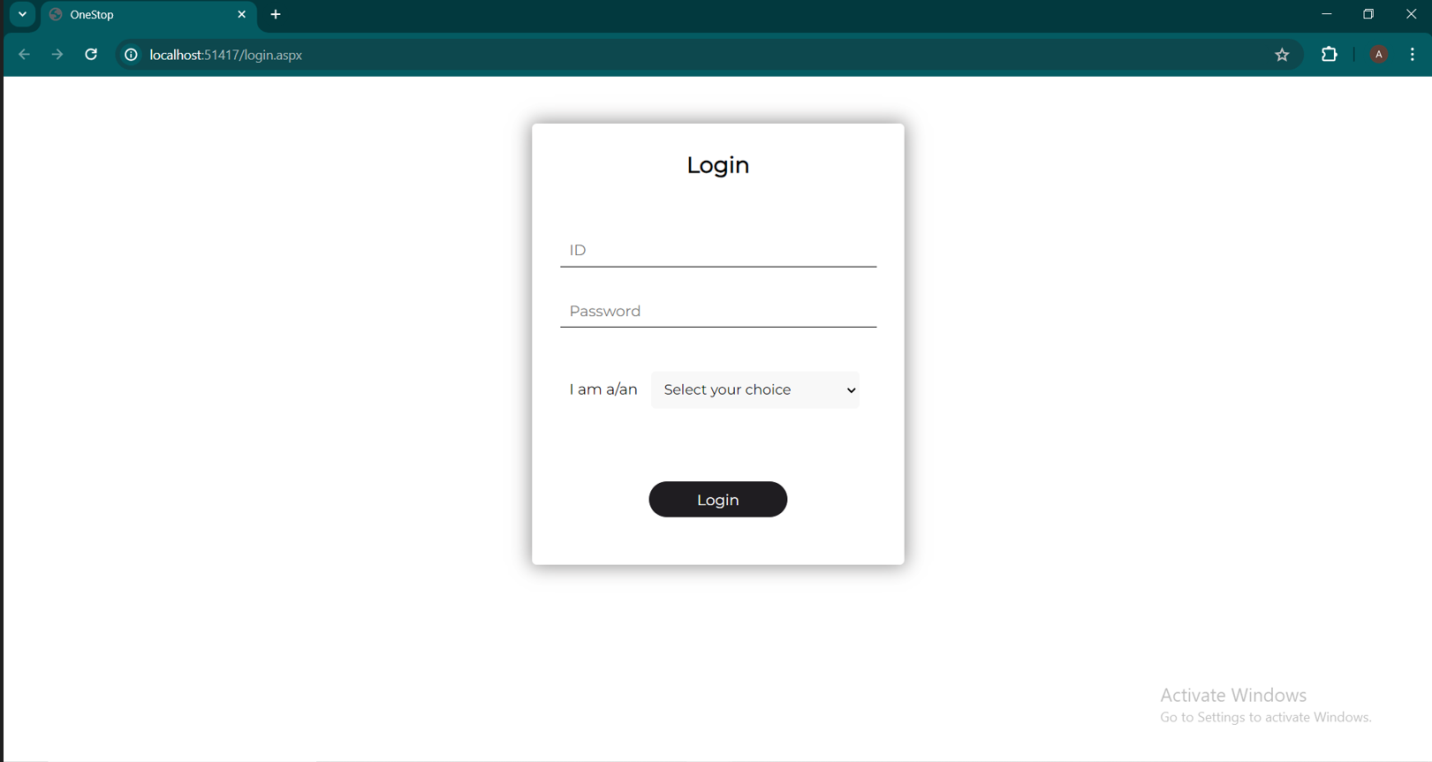 OneStop
localhost:51417/login.aspx
A
Login
ID
Password
I am a/an Select your choice
Login
Activate Windows
Go to Settings to activate Windows.